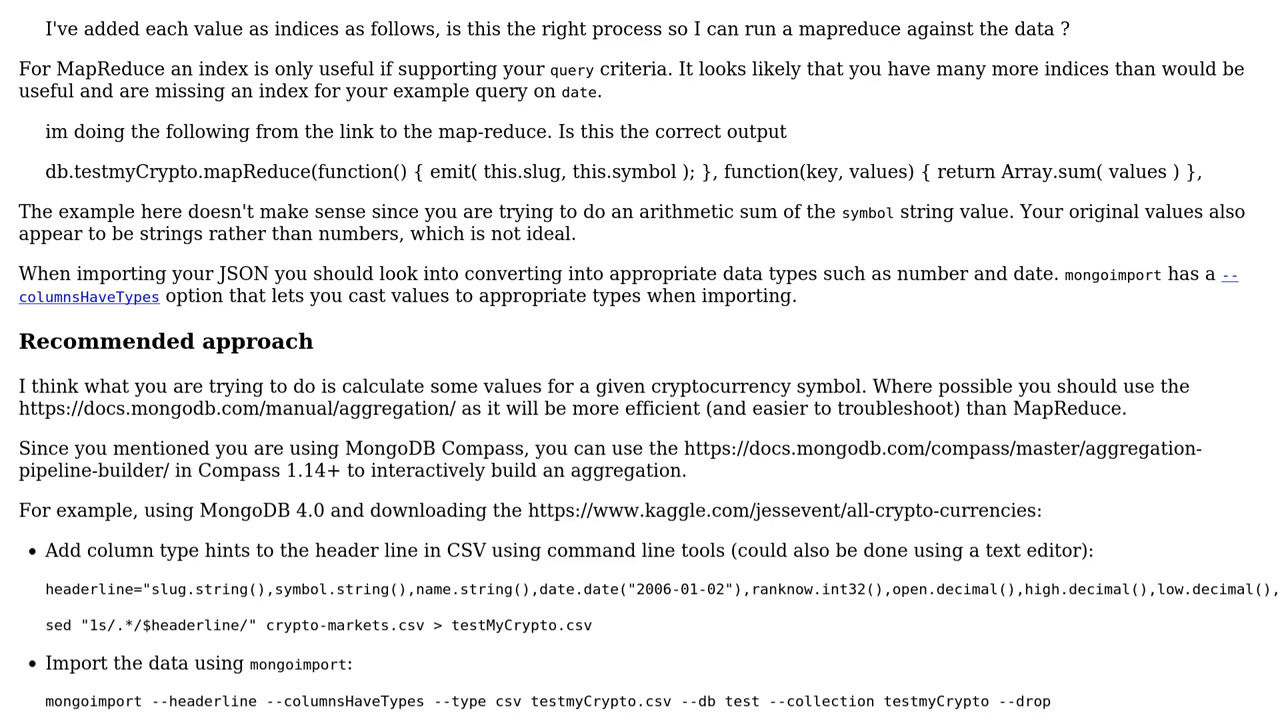 I've added each value as indices as follows, is this the right process so I can run a mapreduce against the data ?
For MapReduce an index is only useful if supporting your query criteria. It looks likely that you have many more indices than would be
useful and are missing an index for your example query on date.
im doing the following from the link to the map-reduce. Is this the correct output
db.testmyCrypto.mapReduce(function() { emit( this.slug, this.symbol ); }, function(key, values) { return Array.sum( values ) },
The example here doesn't make sense since you are trying to do an arithmetic sum of the symbol string value. Your original values also
appear to be strings rather than numbers, which is not ideal.
When importing your JSON you should look into converting into appropriate data types such as number and date. mongoimport has a --
columnsHaveTypes option that lets you cast values to appropriate types when importing.
Recommended approach
I think what you are trying to do is calculate some values for a given cryptocurrency symbol. Where possible you should use the
https://docs.mongodb.com/manual/aggregation/ as it will be more efficient (and easier to troubleshoot) than MapReduce.
Since you mentioned you are using MongoDB Compass, you can use the https://docs.mongodb.com/compass/master/aggregation-
pipeline-builder/ in Compass 1.14+ to interactively build an aggregation.
For example, using MongoDB 4.0 and downloading the https://www.kaggle.com/jessevent/all-crypto-currencies:
• Add column type hints to the header line in CSV using command line tools (could also be done using a text editor):
headerline="slug.string(),symbol.string(),name.string(),date.date("2006-01-02"),ranknow.int32(),open.decimal(),high.decimal(),low.decimal(),
sed "1s/.*/$headerline/" crypto-markets.csv > testMyCrypto.csv
• Import the data using mongoimport:
mongoimport --headerline --columnsHaveTypes --type csv testmyCrypto.csv --db test --collection testmyCrypto --drop